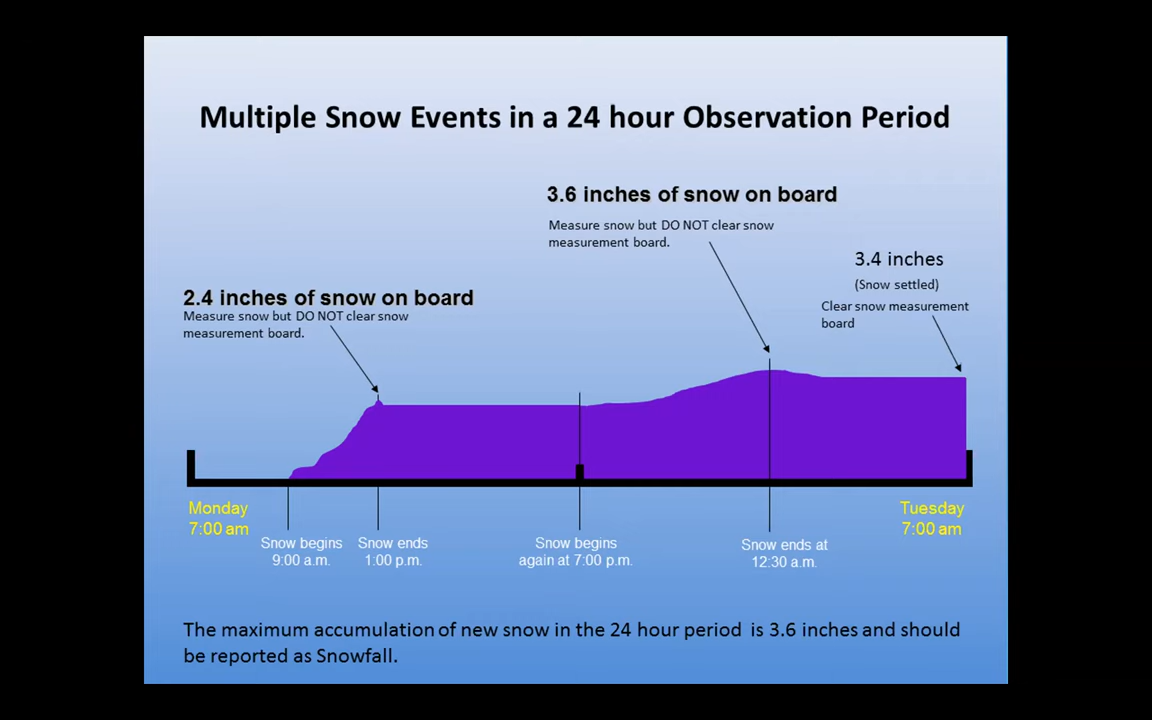 Multiple Snow Events in a 24 hour Observation Period
3.6 inches of snow on board
Measure snow but DO NOT clear snow
measurement board.
3.4 inches
(Snow settled)
Clear snow measurement
board
2.4 inches of snow on board
Measure snow but DO NOT clear snow
measurement board.
Monday
7:00 am
Tuesday
7:00 am
Snow begins
9:00 a.m.
Snow ends
1:00 p.m.
Snow begins
again at 7:00 p.m.
Snow ends at
12:30 a.m.
The maximum accumulation of new snow in the 24 hour period is 3.6 inches and should
be reported as Snowfall.